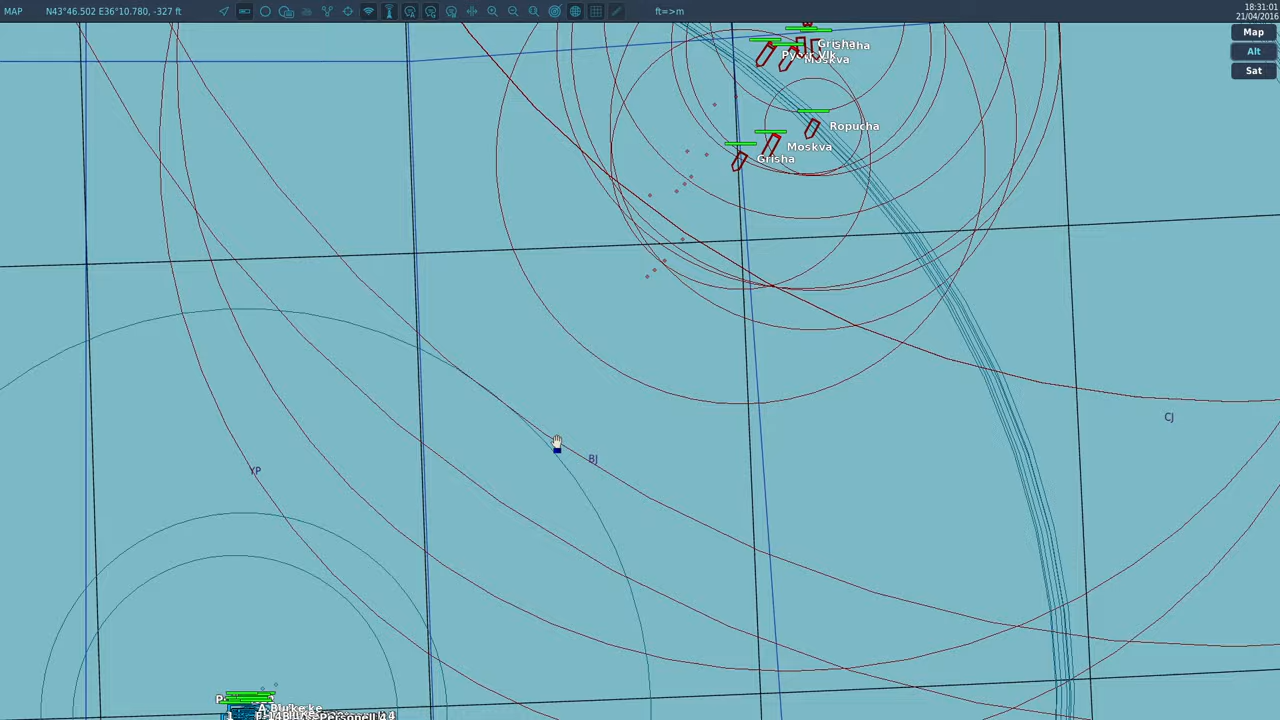 MAP N43°46.502 E36°10.780, -327 ft ft=>m 18:31:01
21/04/2016
Map
Alt
Sat
Grisha
Moskva
Ropucha
Moskva
Grisha
CJ
BJ
YP